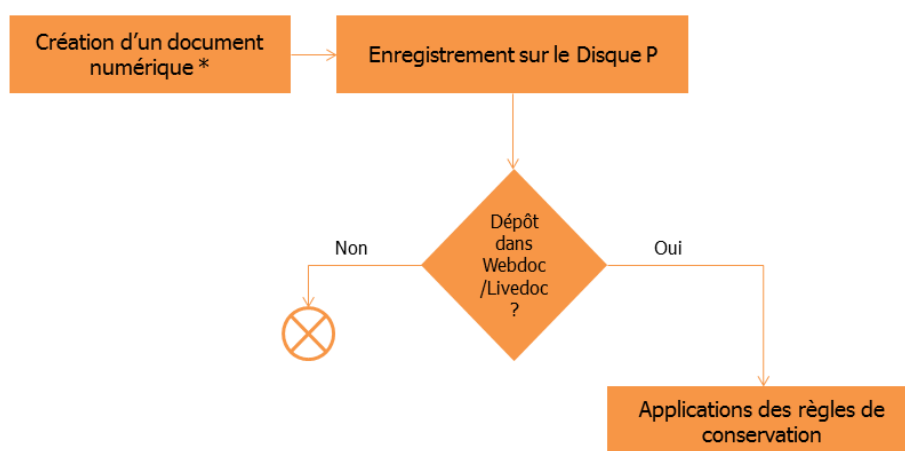 Création d'un document
numérique *
Enregistrement sur le Disque P
Dépôt
dans
Webdoc
/Livedoc
?
Non
Oui
Applications des règles de
conservation